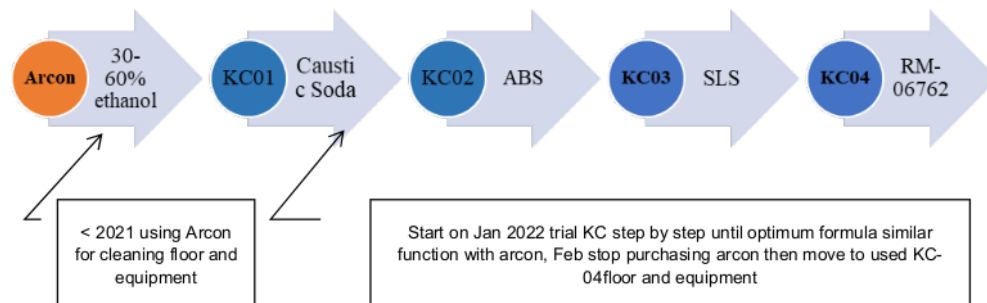 Arcon
30-
60%
ethanol
KC01
Causti
c Soda
KC02
ABS
KC03
SLS
KC04
RM-
06762
< 2021 using Arcon
for cleaning floor and
equipment
Start on Jan 2022 trial KC step by step until optimum formula similar
function with arcon, Feb stop purchasing arcon then move to used KC-
04floor and equipment